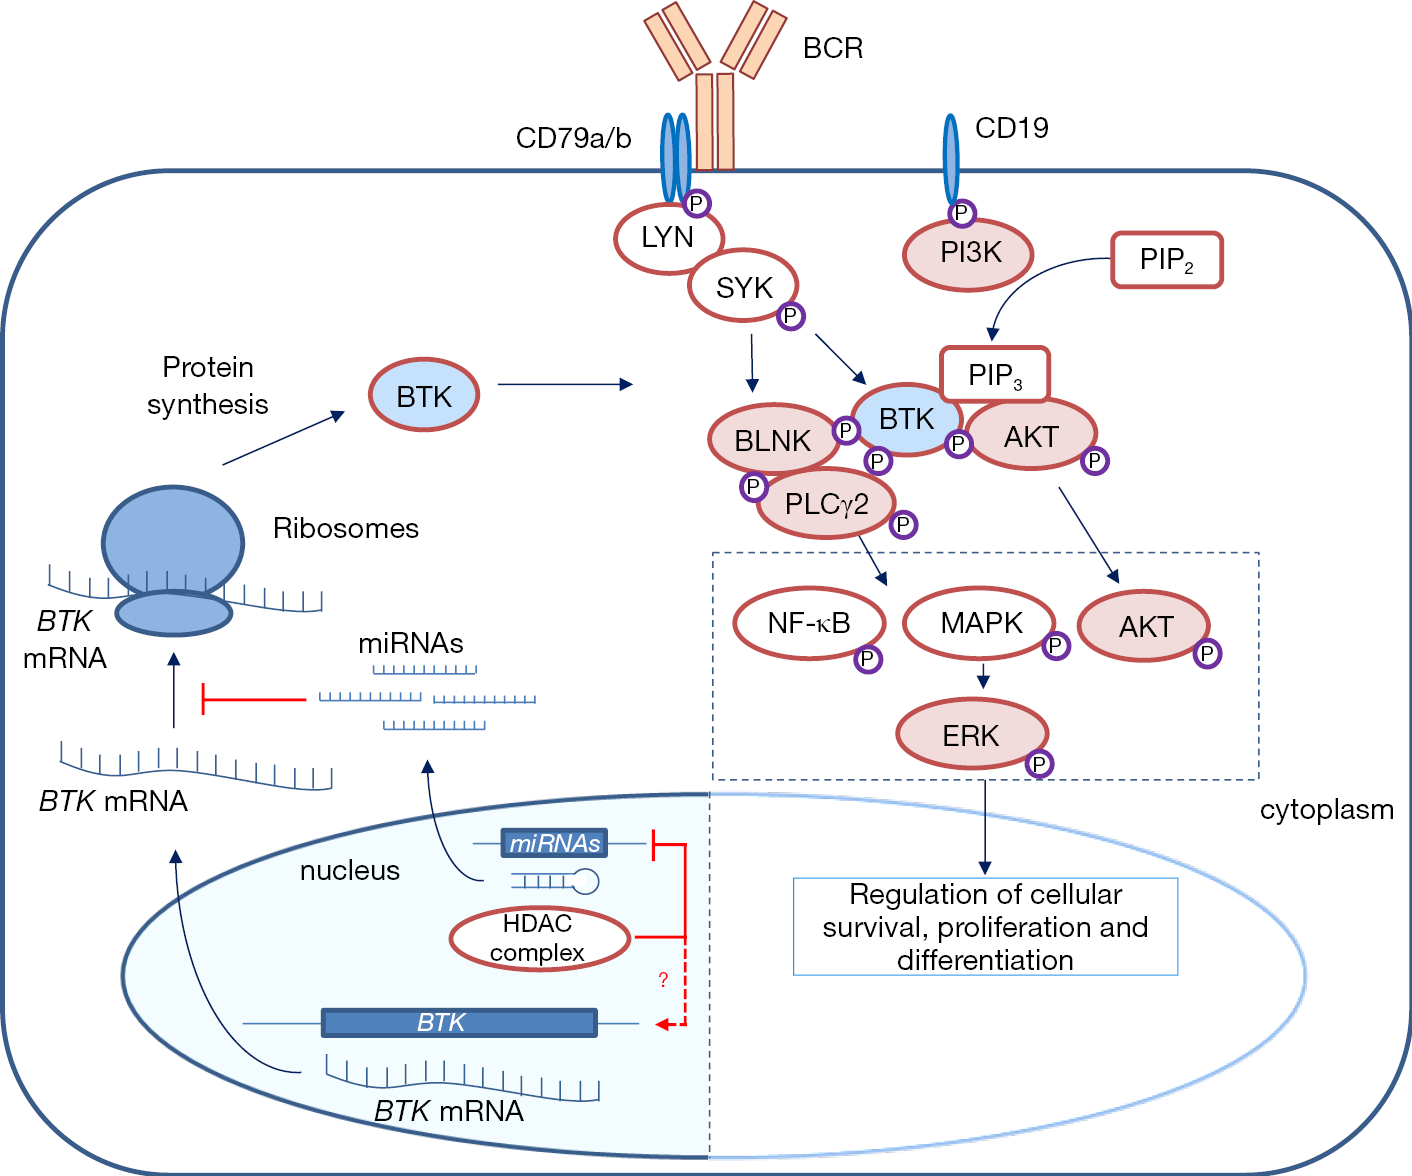 BCR
CD79a/b
CD19
P
P
LYN
PI3K
PIP₂
SYK
P
Protein
synthesis
BTK
PIP₃
BTK
BLNK
P
AKT
P
P
P
P
PLCγ2
P
Ribosomes
BTK
mRNA
miRNAs
NF-κB
MAPK
AKT
P
P
P
ERK
P
BTK mRNA
cytoplasm
nucleus
miRNAs
HDAC
complex
?
BTK
BTK mRNA
Regulation of cellular
survival, proliferation and
differentiation